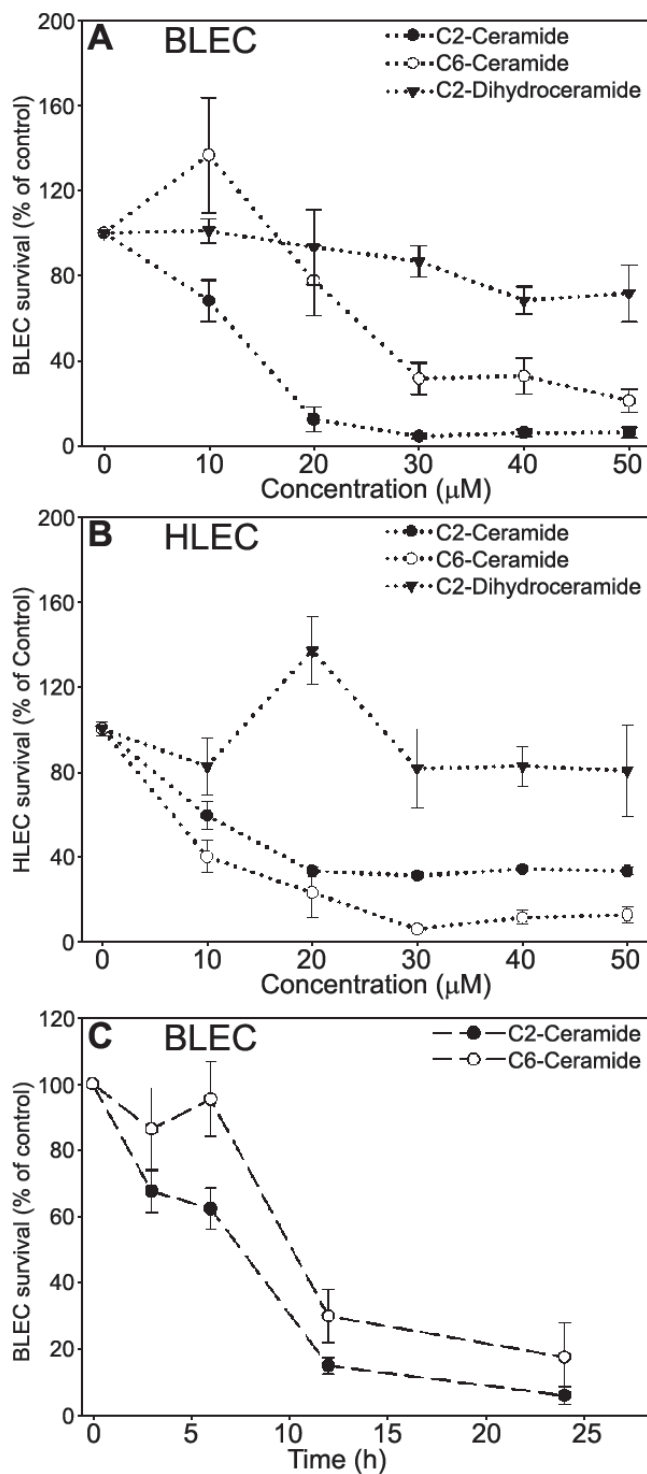 A BLEC
C2-Ceramide
C6-Ceramide
C2-Dihydroceramide
BLEC survival (% of control)
200
160
120
80
40
0
0 10 20 30 40 50
Concentration (μM)
B HLEC
C2-Ceramide
C6-Ceramide
C2-Dihydroceramide
HLEC survival (% of Control)
200
160
120
80
40
0
0 10 20 30 40 50
Concentration (μM)
C BLEC
C2-Ceramide
C6-Ceramide
BLEC survival (% of control)
120
100
80
60
40
20
0
0 5 10 15 20 25
Time (h)